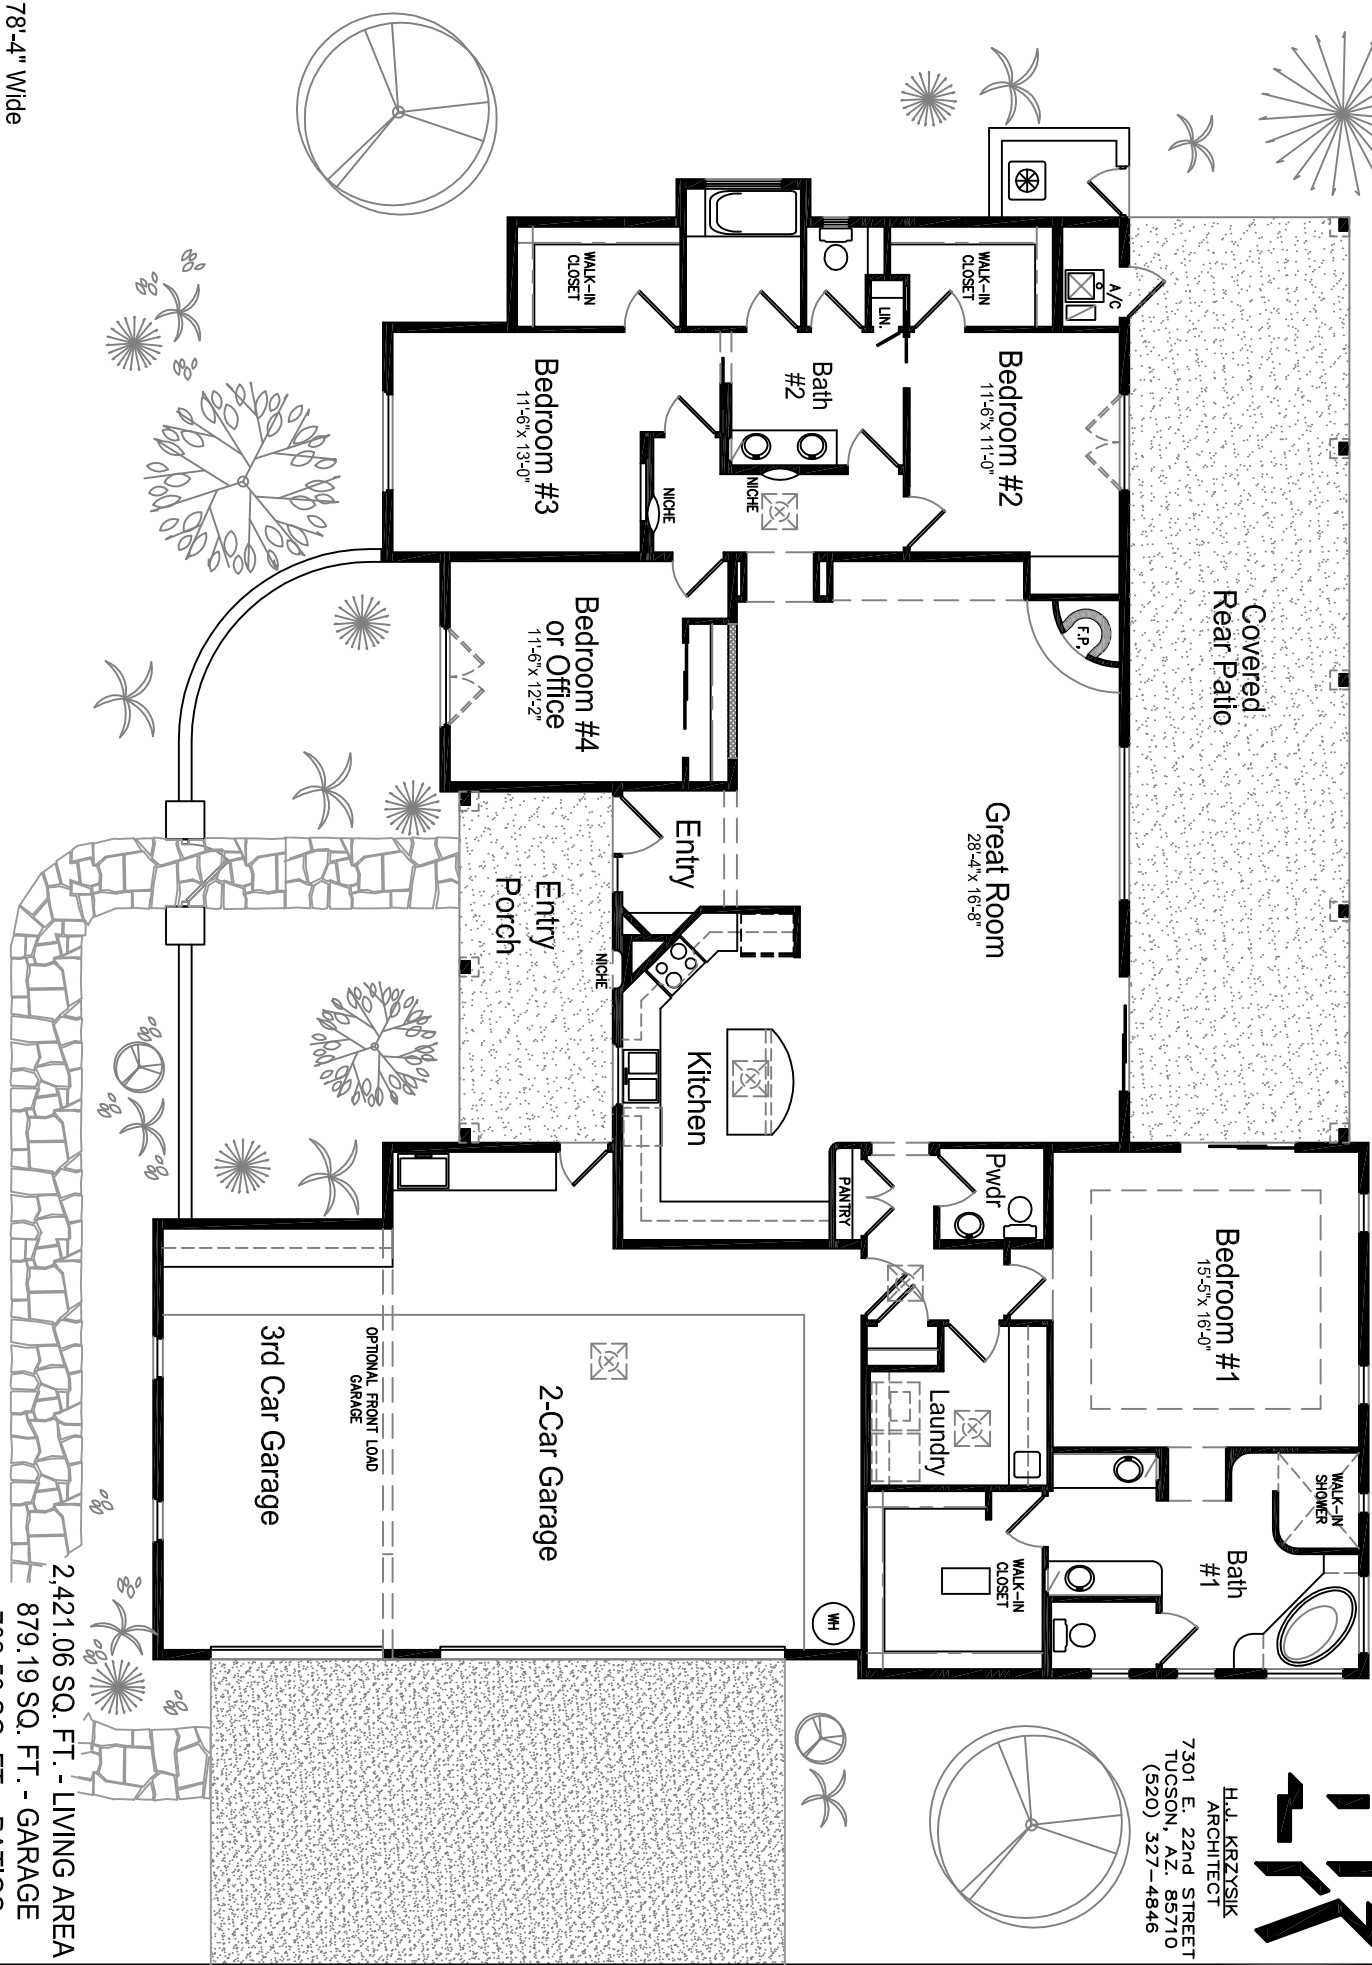 Covered
Rear Patio
A/C
WALK-IN
CLOSET
LIN.
Bedroom #2
11'-6"x 11'-0"
Bath
#2
NICHE
NICHE
WALK-IN
CLOSET
Bedroom #3
11'-6"x 13'-0"
Bedroom #4
or Office
11'-6"x 12'-2"
F.P.
Great Room
28'-4"x 16'-8"
Entry
Entry
Porch
NICHE
Kitchen
PANTRY
Pwdr
Bedroom #1
15'-5"x 16'-0"
WALK-IN
SHOWER
Bath
#1
Laundry
WALK-IN
CLOSET
WH
2-Car Garage
OPTIONAL FRONT LOAD
GARAGE
3rd Car Garage
H.J. KRZYSIK
ARCHITECT
7301 E. 22nd STREET
TUCSON, AZ. 85710
(520) 327-4846
78'-4" Wide
2,421.06 SQ. FT. - LIVING AREA
879.19 SQ. FT. - GARAGE